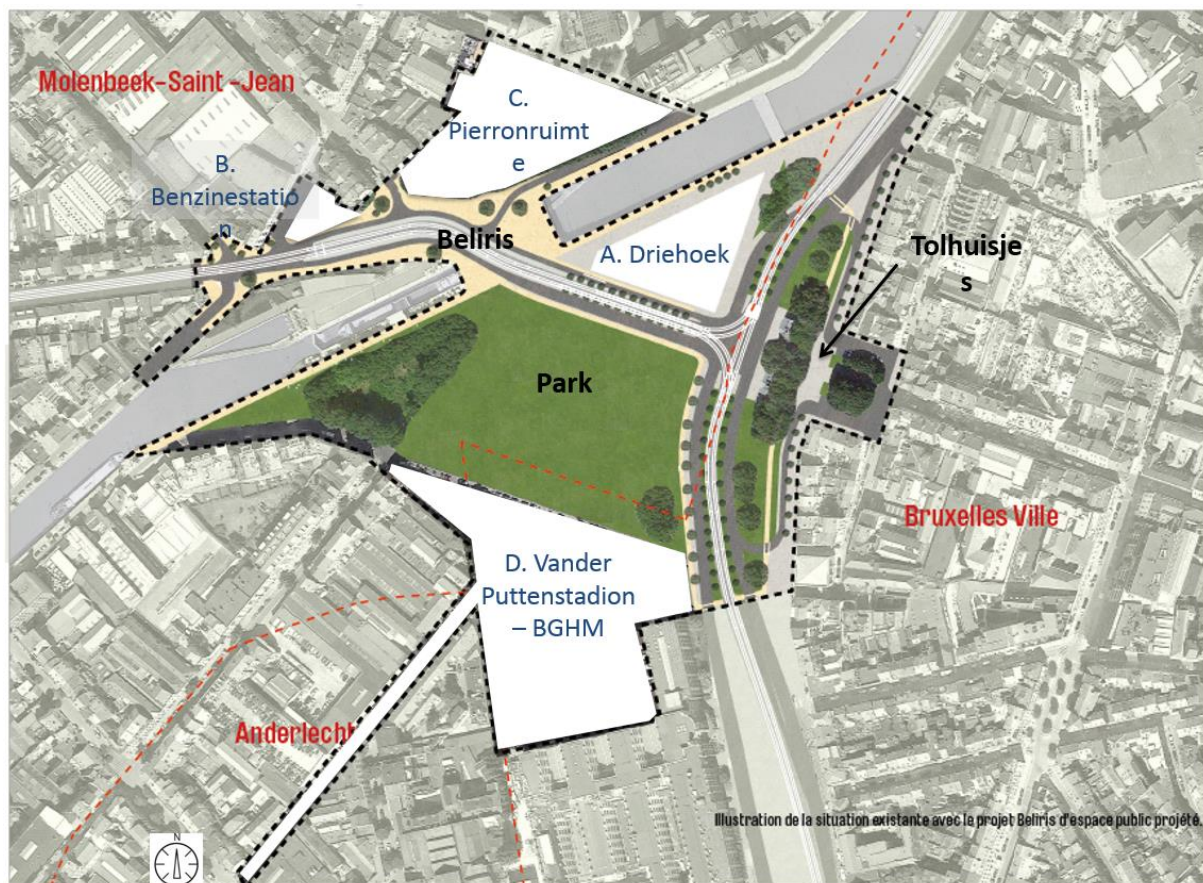 Molenbeek-Saint -Jean
C.
Pierronruimt
e
B.
Benzinestatio
n
Beliris
A. Driehoek
Tolhuisje
s
Park
Bruxelles Ville
D. Vander
Puttenstadion
– BGHM
Anderlecht
Illustration de la situation existante avec le projet Beliris d'espace public projété.
N